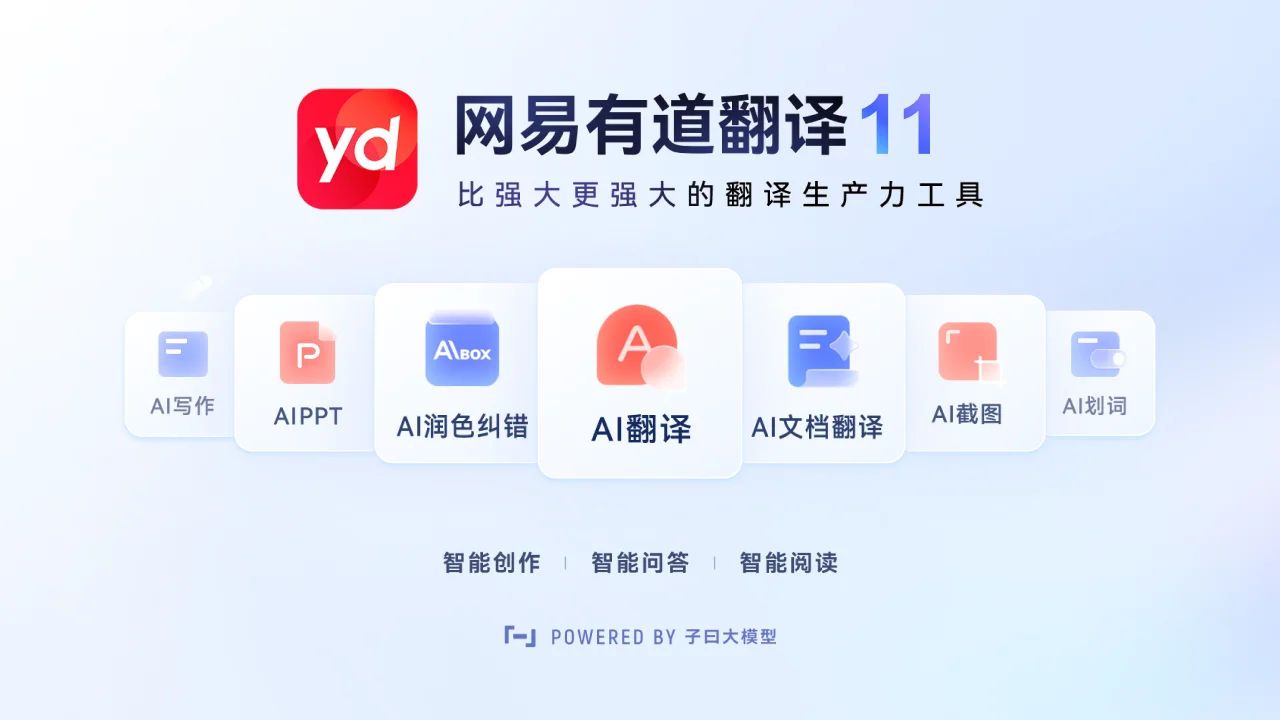 yd
网易有道翻译11
比强大更强大的翻译生产力工具
AI写作
P
AIPPT
AIBOX
AI润色纠错
A
AI翻译
AI文档翻译
AI截图
AI划词
智能创作 | 智能问答 | 智能阅读
POWERED BY 子曰大模型